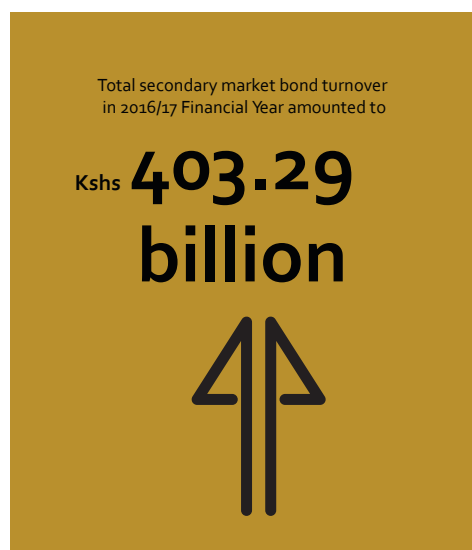 Total secondary market bond turnover
in 2016/17 Financial Year amounted to
Kshs 403.29
billion